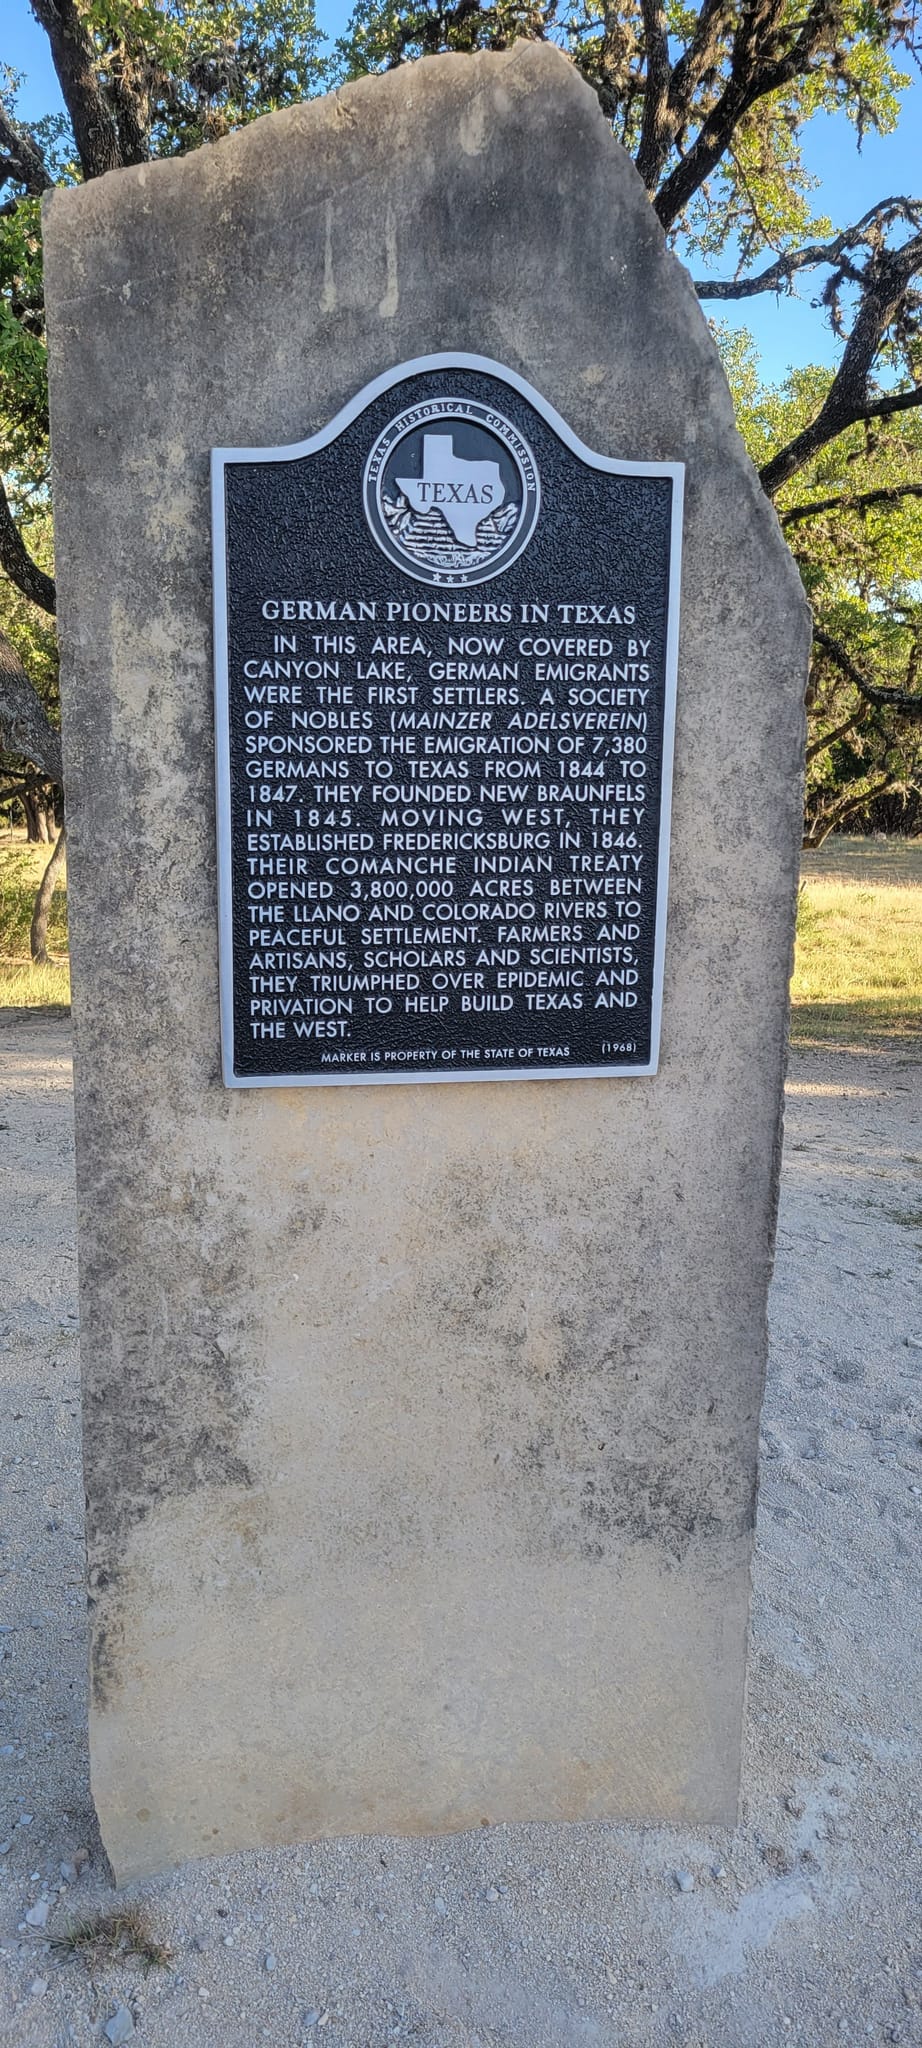 TEXAS HISTORICAL COMMISSION
TEXAS
GERMAN PIONEERS IN TEXAS
IN THIS AREA, NOW COVERED BY
CANYON LAKE, GERMAN EMIGRANTS
WERE THE FIRST SETTLERS. A SOCIETY
OF NOBLES (MAINZER ADELSVEREIN)
SPONSORED THE EMIGRATION OF 7,380
GERMANS TO TEXAS FROM 1844 TO
1847. THEY FOUNDED NEW BRAUNFELS
IN 1845. MOVING WEST, THEY
ESTABLISHED FREDERICKSBURG IN 1846.
THEIR COMANCHE INDIAN TREATY
OPENED 3,800,000 ACRES BETWEEN
THE LLANO AND COLORADO RIVERS TO
PEACEFUL SETTLEMENT. FARMERS AND
ARTISANS, SCHOLARS AND SCIENTISTS,
THEY TRIUMPHED OVER EPIDEMIC AND
PRIVATION TO HELP BUILD TEXAS AND
THE WEST.
MARKER IS PROPERTY OF THE STATE OF TEXAS (1968)